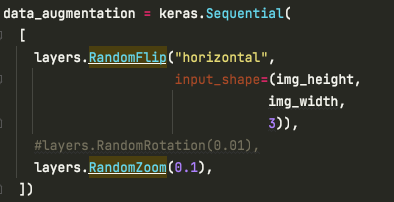 data_augmentation = keras.Sequential(
[
layers.RandomFlip("horizontal",
input_shape=(img_height,
img_width,
3)),
#layers.RandomRotation(0.01),
layers.RandomZoom(0.1),
])